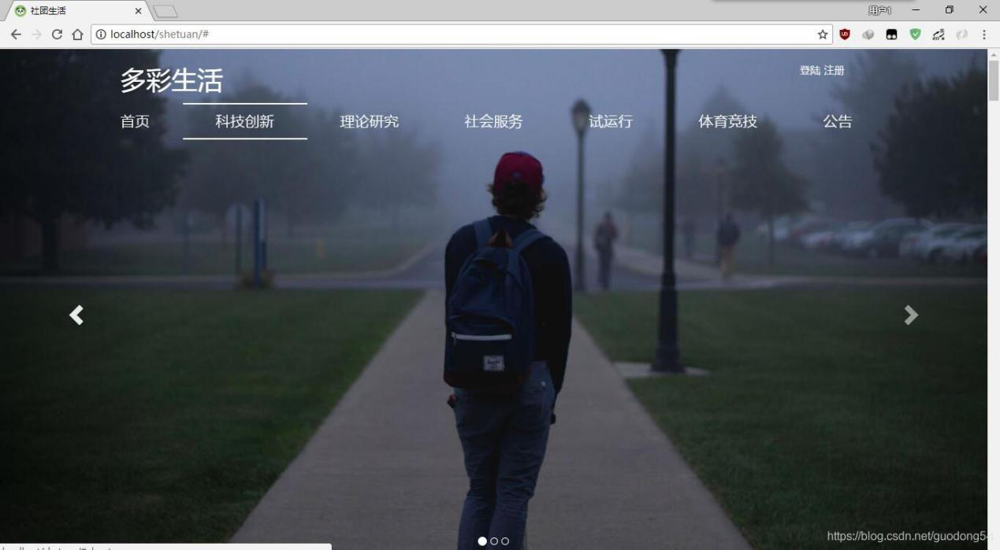 社团生活
用户1
localhost/shetuan/#
多彩生活
登陆 注册
首页 科技创新 理论研究 社会服务 试运行 体育竞技 公告
https://blog.csdn.net/guodong54